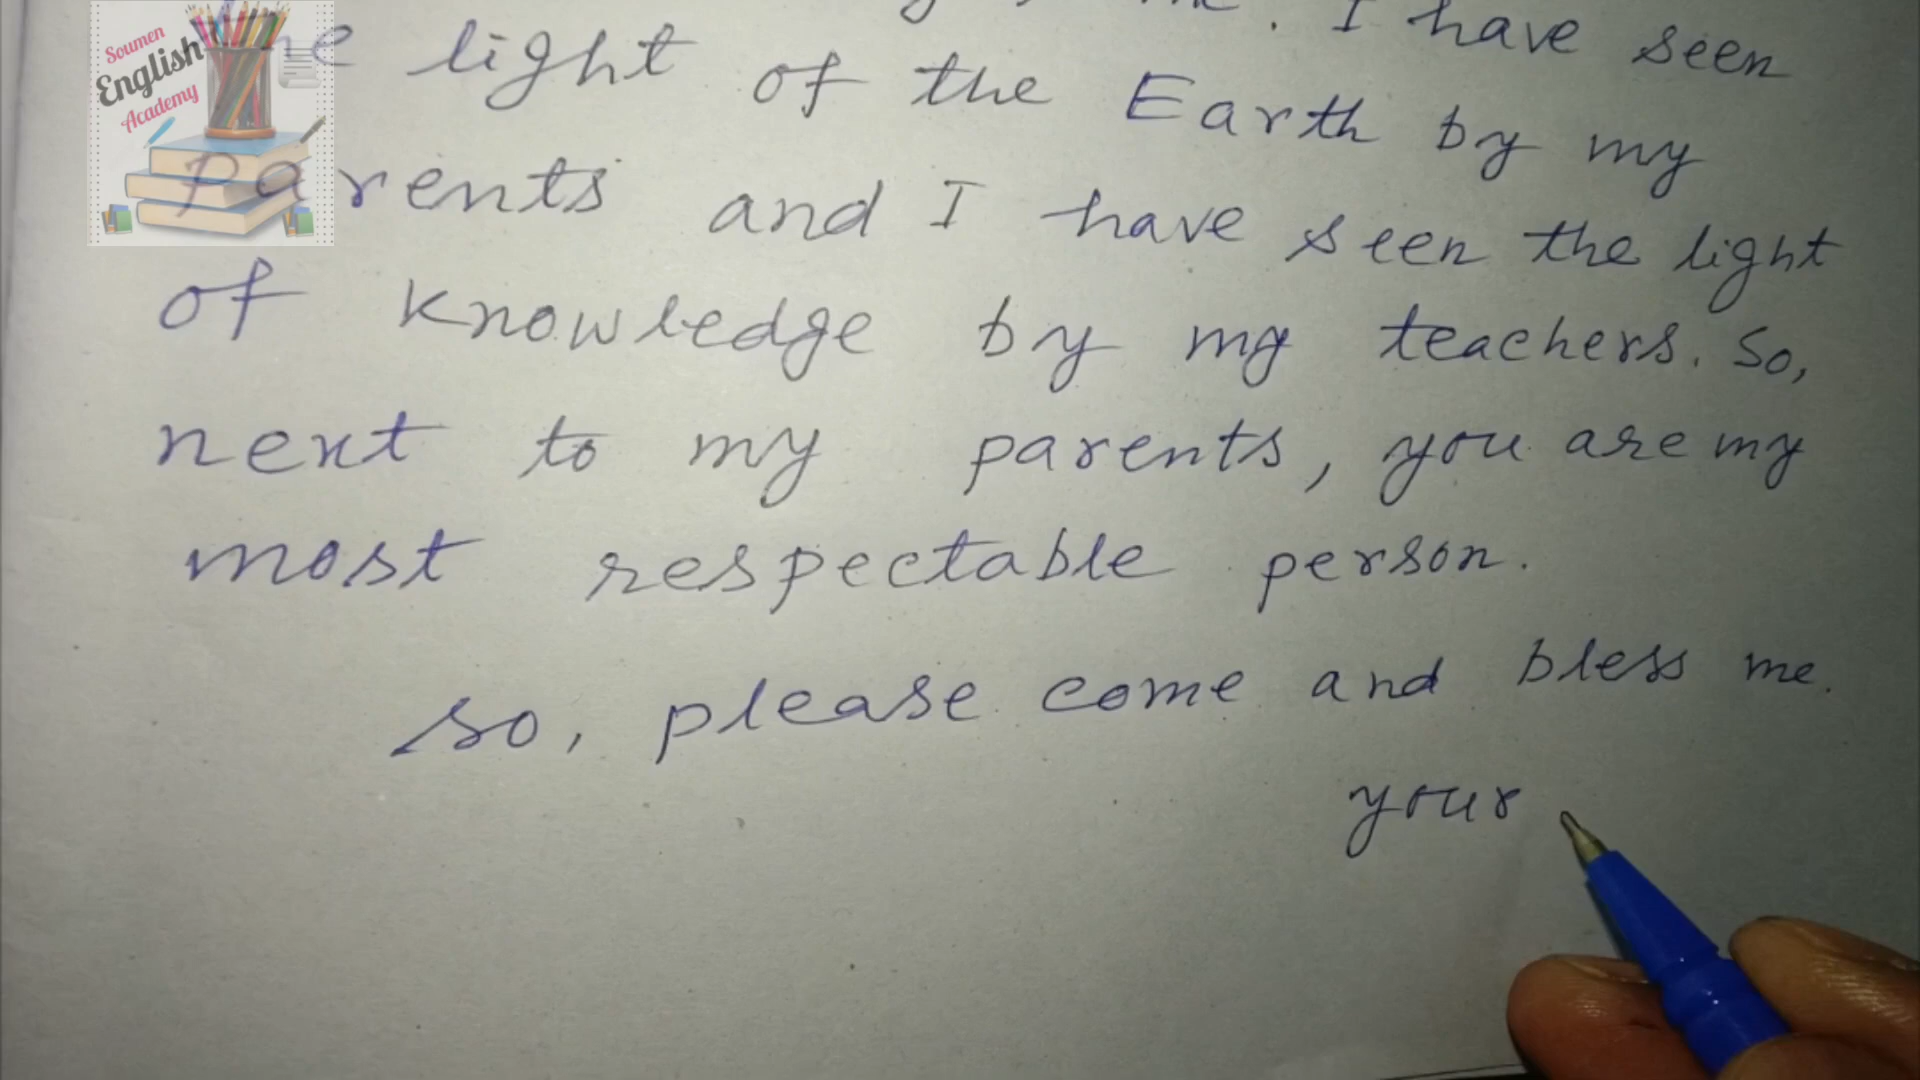 Soumen
English
Academy
me. I have seen
the light of the Earth by my
Parents and I have seen the light
of knowledge by my teachers. So,
next to my parents, you are my
most respectable person.
So, please come and bless me.
your